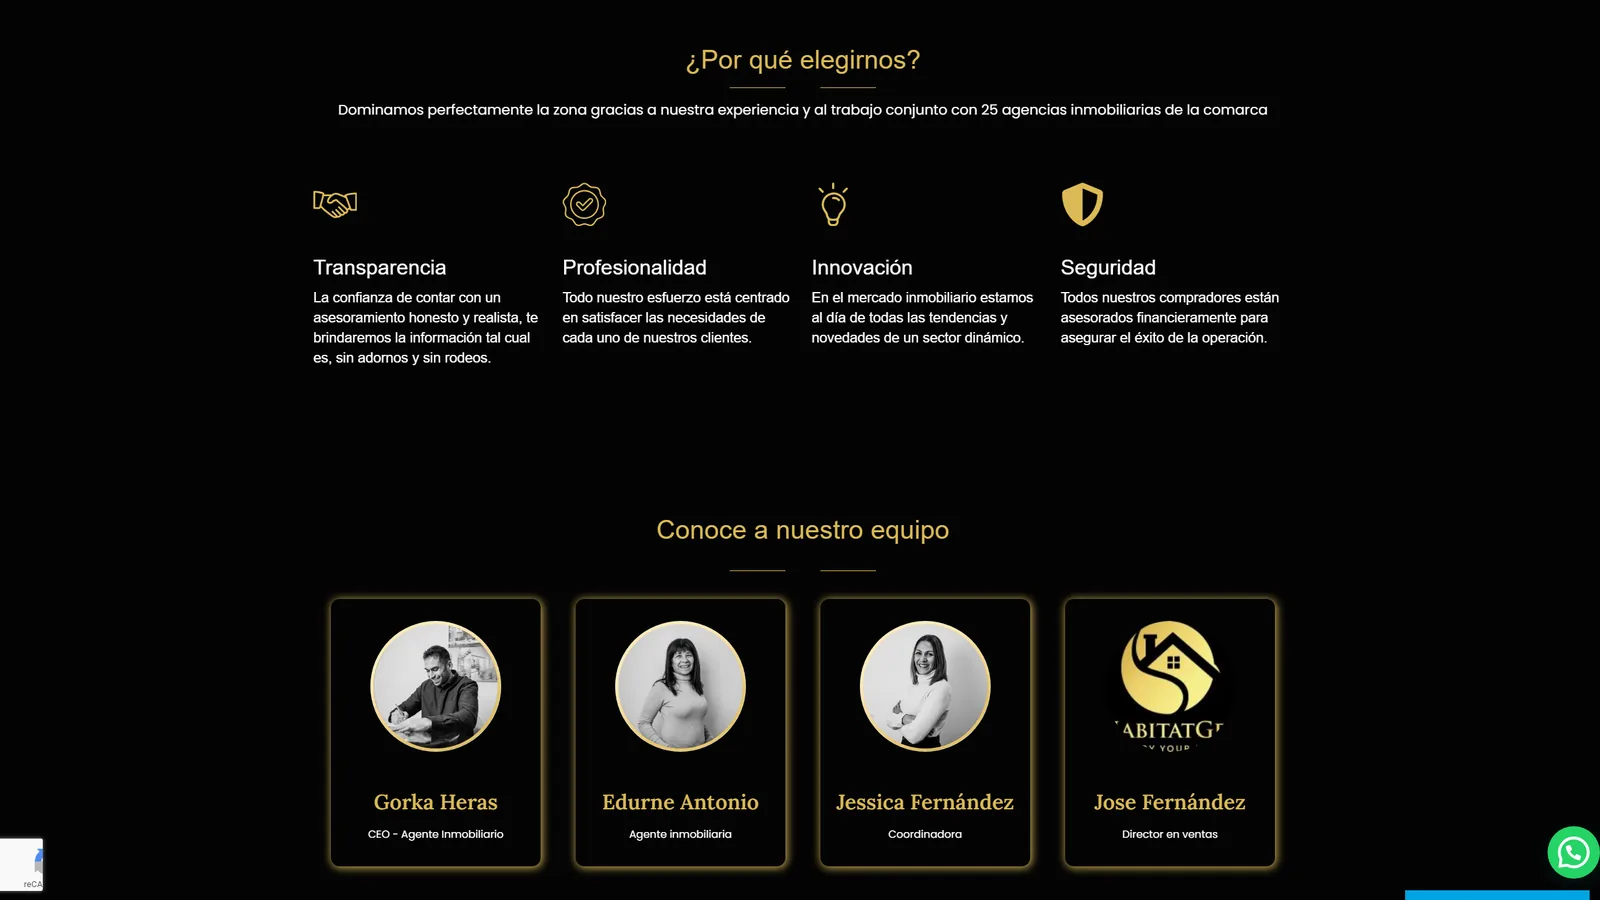 ¿Por qué elegirnos?
Dominamos perfectamente la zona gracias a nuestra experiencia y al trabajo conjunto con 25 agencias inmobiliarias de la comarca
Transparencia
La confianza de contar con un
asesoramiento honesto y realista, te
brindaremos la información tal cual
es, sin adornos y sin rodeos.
Profesionalidad
Todo nuestro esfuerzo está centrado
en satisfacer las necesidades de
cada uno de nuestros clientes.
Innovación
En el mercado inmobiliario estamos
al día de todas las tendencias y
novedades de un sector dinámico.
Seguridad
Todos nuestros compradores están
asesorados financieramente para
asegurar el éxito de la operación.
Conoce a nuestro equipo
Gorka Heras
CEO - Agente Inmobiliario
Edurne Antonio
Agente inmobiliaria
Jessica Fernández
Coordinadora
ABITATG
YOUR
Jose Fernández
Director en ventas
reCA